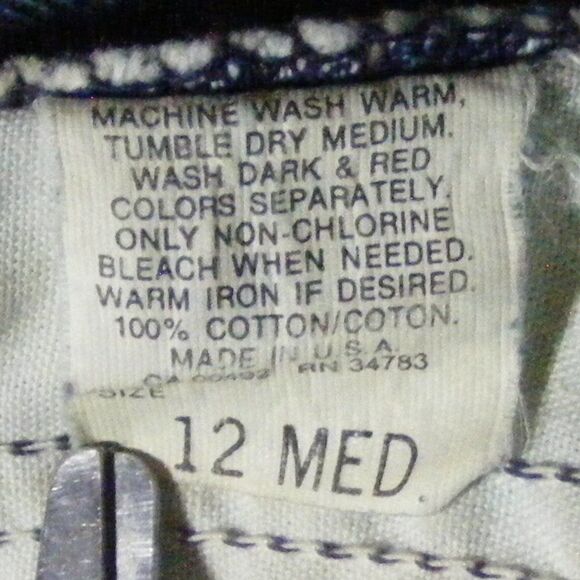 MACHINE WASH WARM,
TUMBLE DRY MEDIUM.
WASH DARK & RED
COLORS SEPARATELY.
ONLY NON-CHLORINE
BLEACH WHEN NEEDED.
WARM IRON IF DESIRED.
100% COTTON/COTON.
MADE IN U.S.A.
CA RN 34783
SIZE
12 MED.